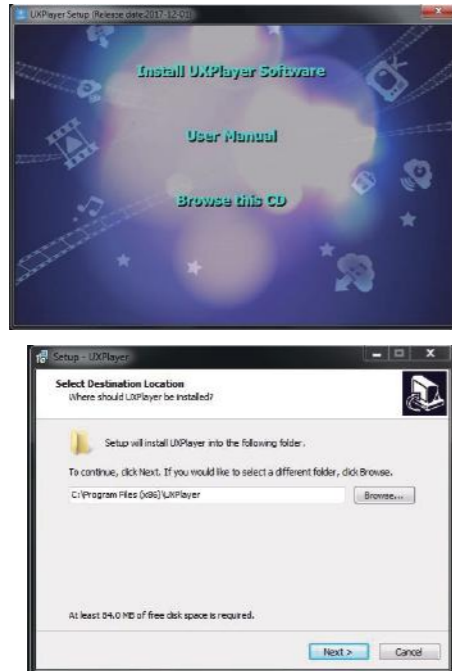 UXPlayer Setup (Release date:2017-12-01)
Install UXPlayer Software
User Manual
Browse this CD
Setup - UXPlayer
Select Destination Location
Where should UXPlayer be installed?
Setup will install UXPlayer into the following folder.
To continue, click Next. If you would like to select a different folder, click Browse.
C:\Program Files (x86)\UXPlayer
Browse...
At least 84.0 MB of free disk space is required.
Next >
Cancel